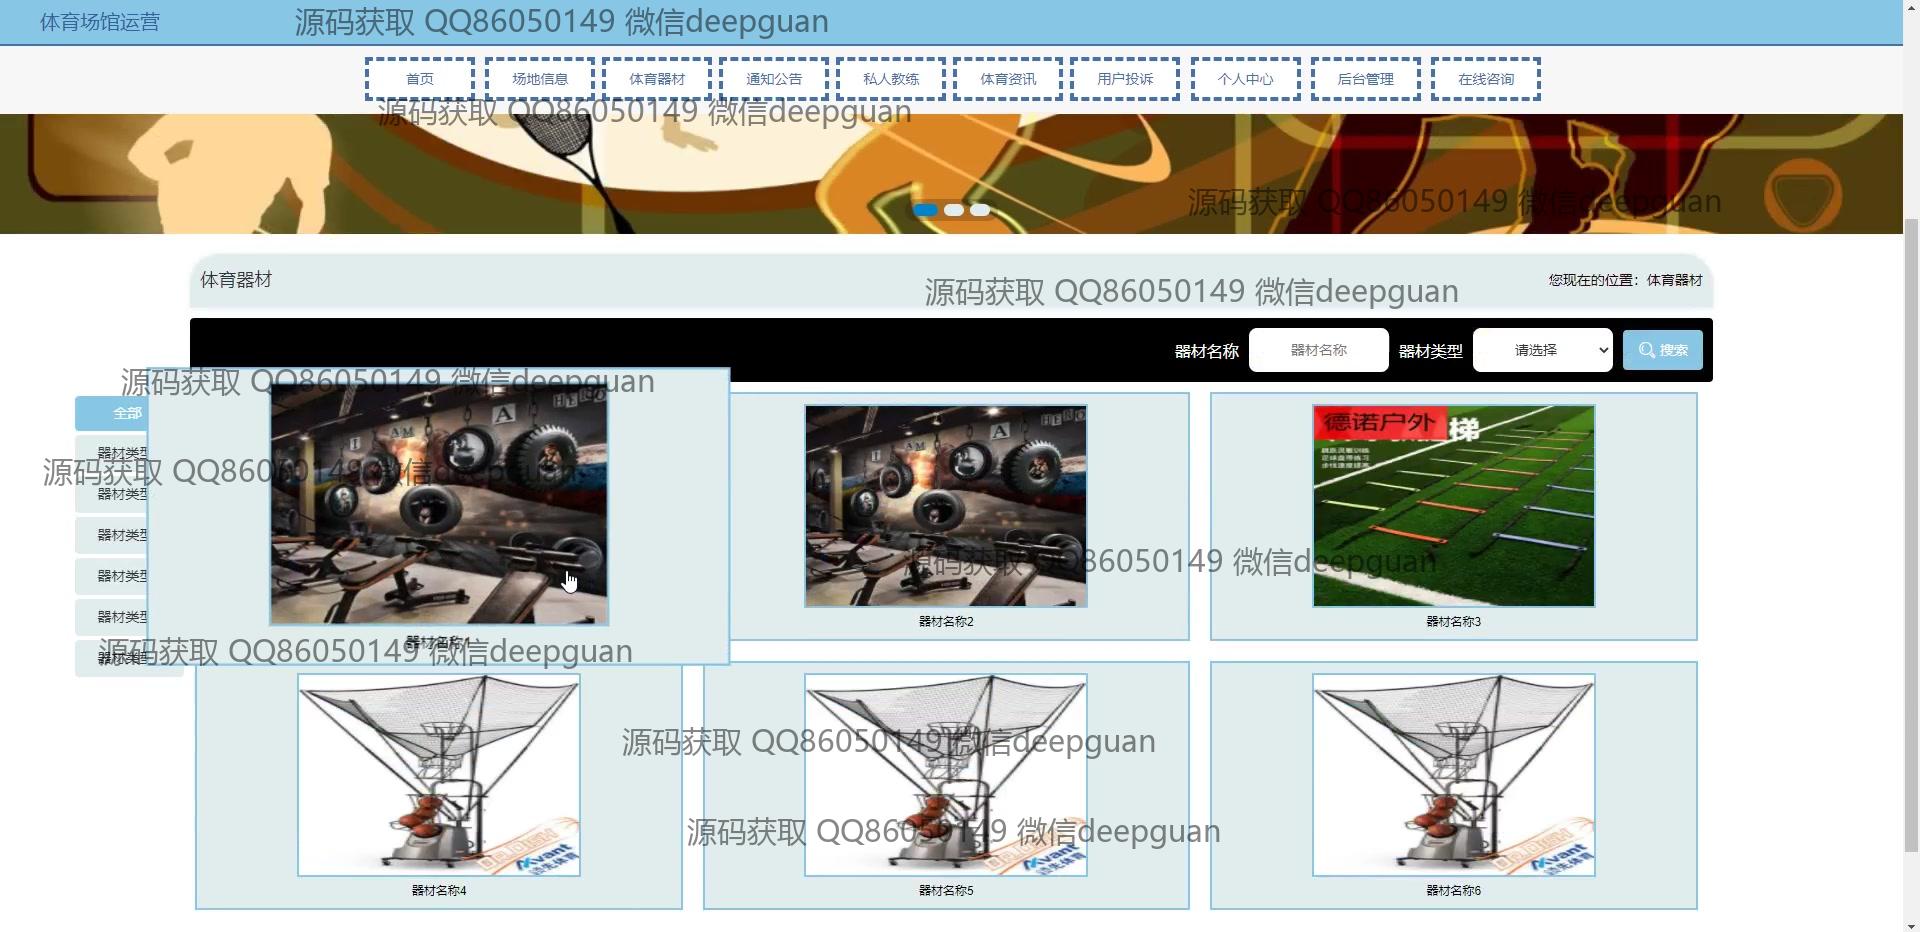 体育场馆运营
源码获取 QQ86050149 微信deepguan
首页 场地信息 体育器材 通知公告 私人教练 体育资讯 用户投诉 个人中心 后台管理 在线咨询
源码获取 QQ86050149 微信deepguan
源码获取 QQ86050149 微信deepguan
体育器材
您现在的位置：体育器材
源码获取 QQ86050149 微信deepguan
器材名称 器材名称 器材类型 请选择 搜索
源码获取 QQ86050149 微信deepguan
全部
器材类型
源码获取 QQ86050149 微信deepguan
器材类型
器材类型
器材类型
器材类型
器材类型
I AM A HERO
I AM A HERO
德诺户外
梯
源码获取 QQ86050149 微信deepguan
器材名称1
器材名称2
器材名称3
源码获取 QQ86050149 微信deepguan
源码获取 QQ86050149 微信deepguan
源码获取 QQ86050149 微信deepguan
器材名称4
器材名称5
器材名称6